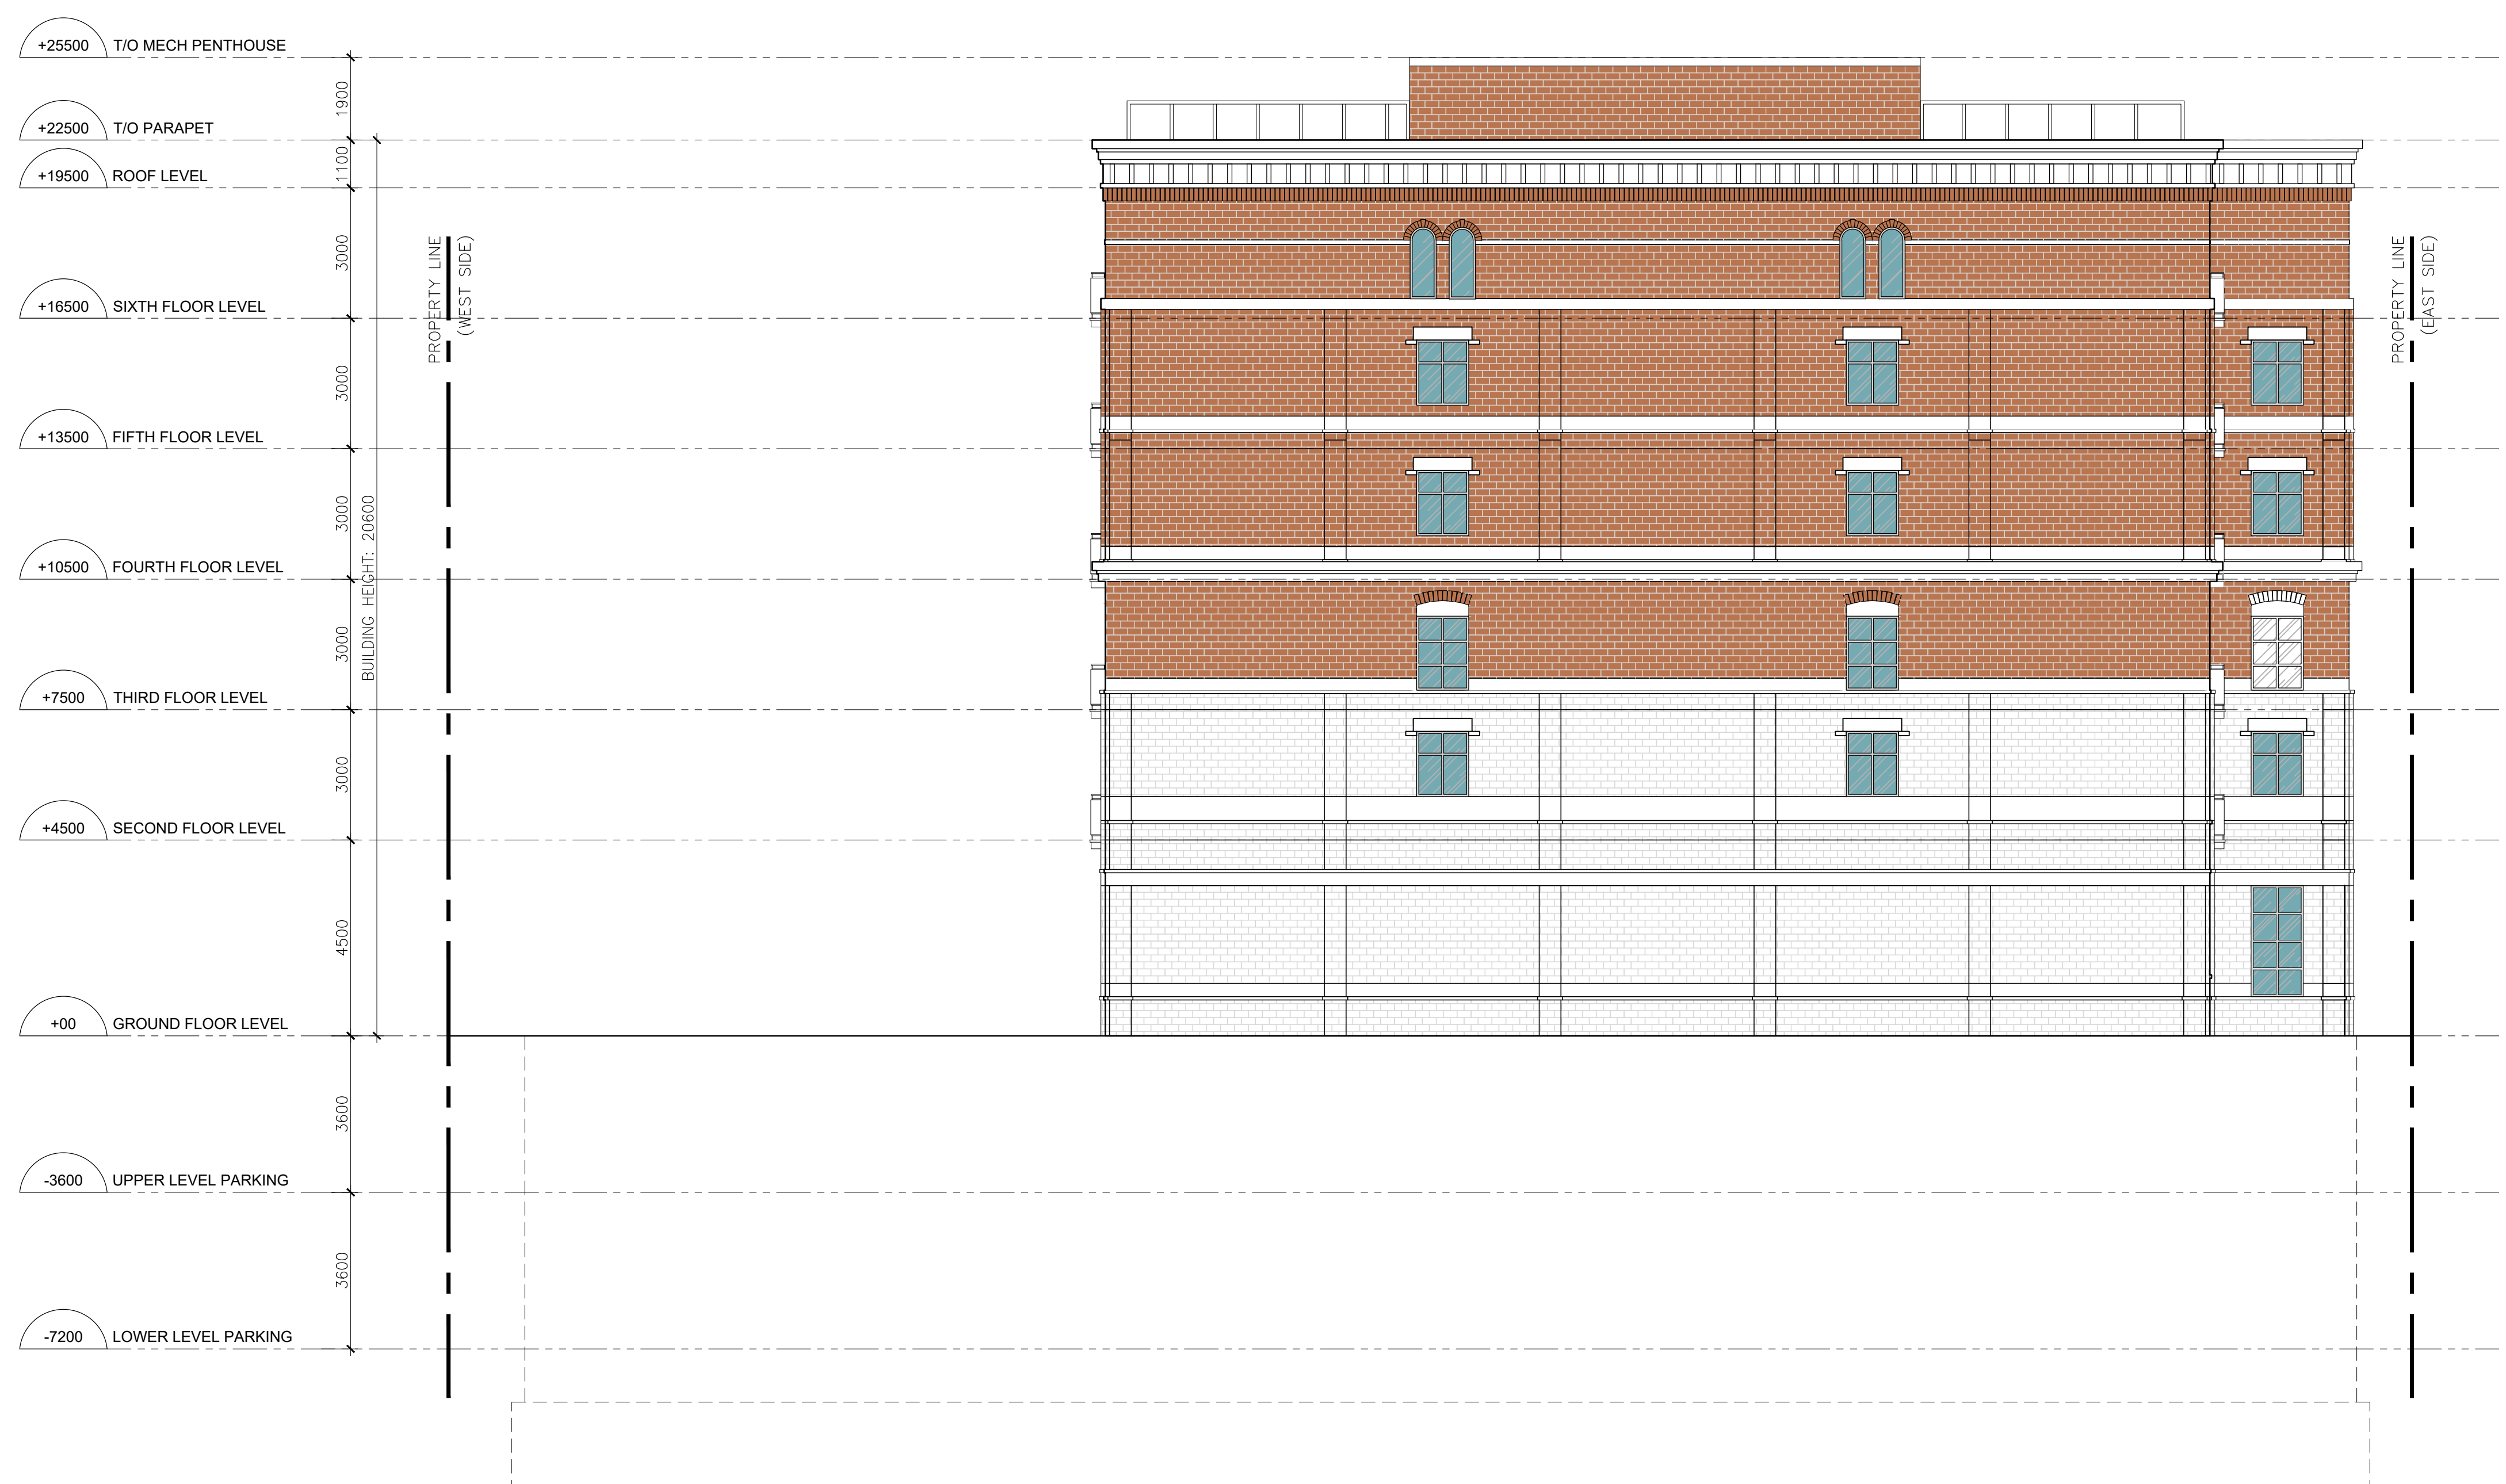 +25500 T/O MECH PENTHOUSE
1900
+22500 T/O PARAPET
1100
+19500 ROOF LEVEL
3000
PROPERTY LINE
(WEST SIDE)
PROPERTY LINE
(EAST SIDE)
+16500 SIXTH FLOOR LEVEL
3000
+13500 FIFTH FLOOR LEVEL
3000
BUILDING HEIGHT: 20600
+10500 FOURTH FLOOR LEVEL
3000
+7500 THIRD FLOOR LEVEL
3000
+4500 SECOND FLOOR LEVEL
4500
+00 GROUND FLOOR LEVEL
3600
-3600 UPPER LEVEL PARKING
3600
-7200 LOWER LEVEL PARKING